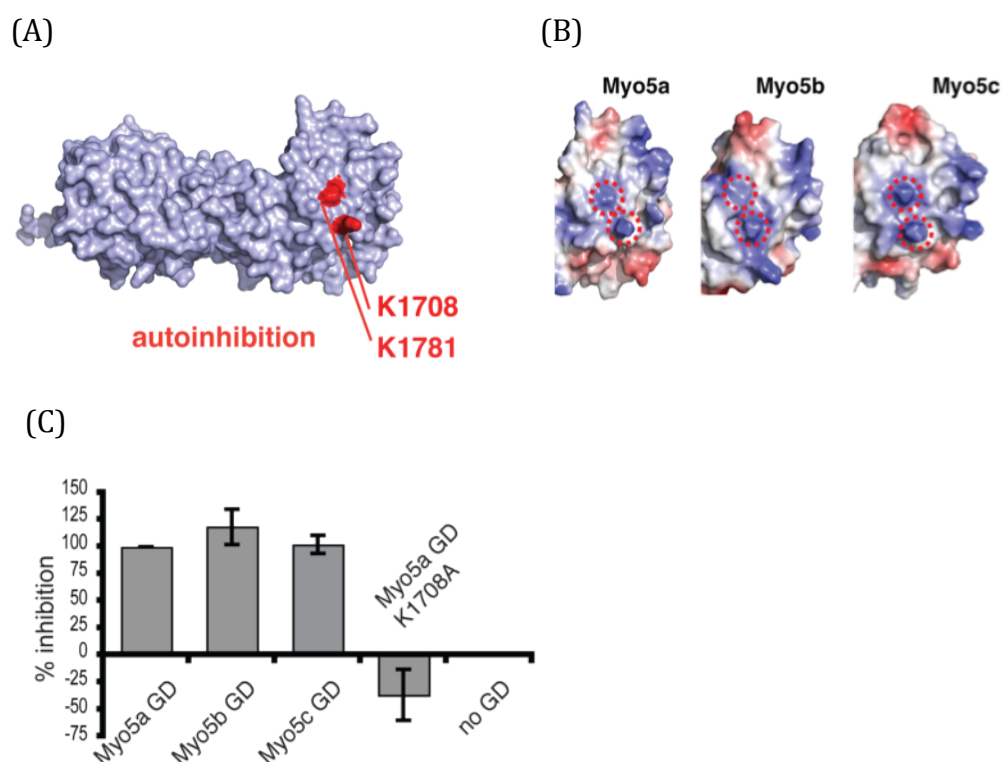 (A)
(B)
Myo5a
Myo5b
Myo5c
K1708
autoinhibition
K1781
(C)
150
125
100
75
50
25
0
-25
-50
-75
% inhibition
Myo5a GD
K1708A
Myo5a GD
Myo5b GD
Myo5c GD
no GD